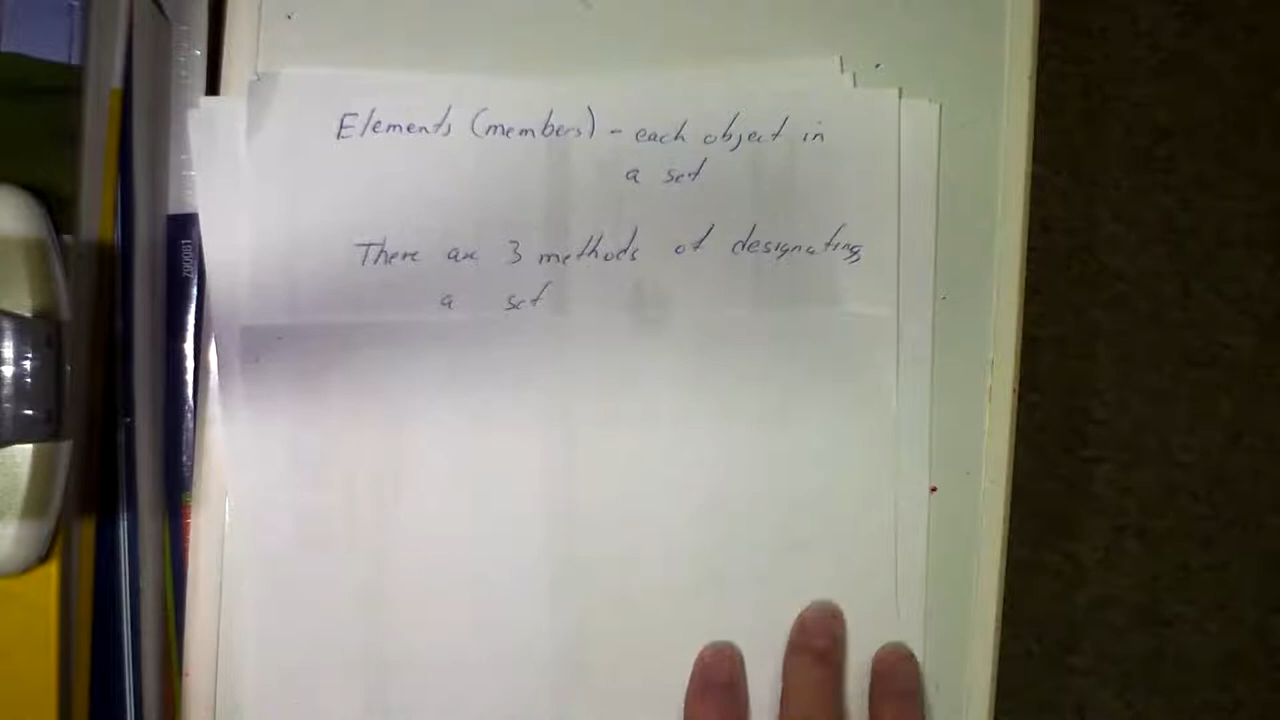 Elements (members) - each object in
a set
There are 3 methods of designating
a set